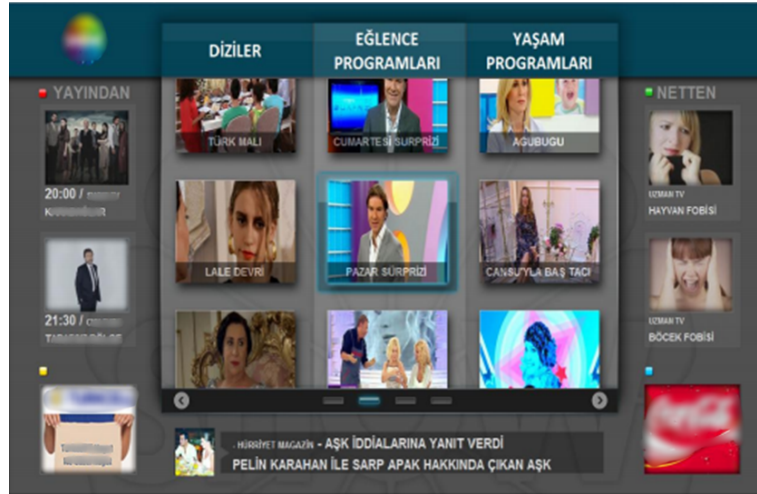 DİZİLER
EĞLENCE
PROGRAMLARI
YAŞAM
PROGRAMLARI
YAYINDAN
NETTEN
TÜRK MALI
CUMARTESİ SURPRİZİ
AGUBUGU
20:00 /
UZMAN TV
HAYVAN FOBİSİ
LALE DEVRİ
PAZAR SÜRPRİZİ
CANSU'YLA BAŞ TACI
21:30 /
UZMAN TV
BÖCEK FOBİSİ
- HÜRRİYET MAGAZİN - AŞK İDDİALARINA YANIT VERDİ
PELİN KARAHAN İLE SARP APAK HAKKINDA ÇIKAN AŞK